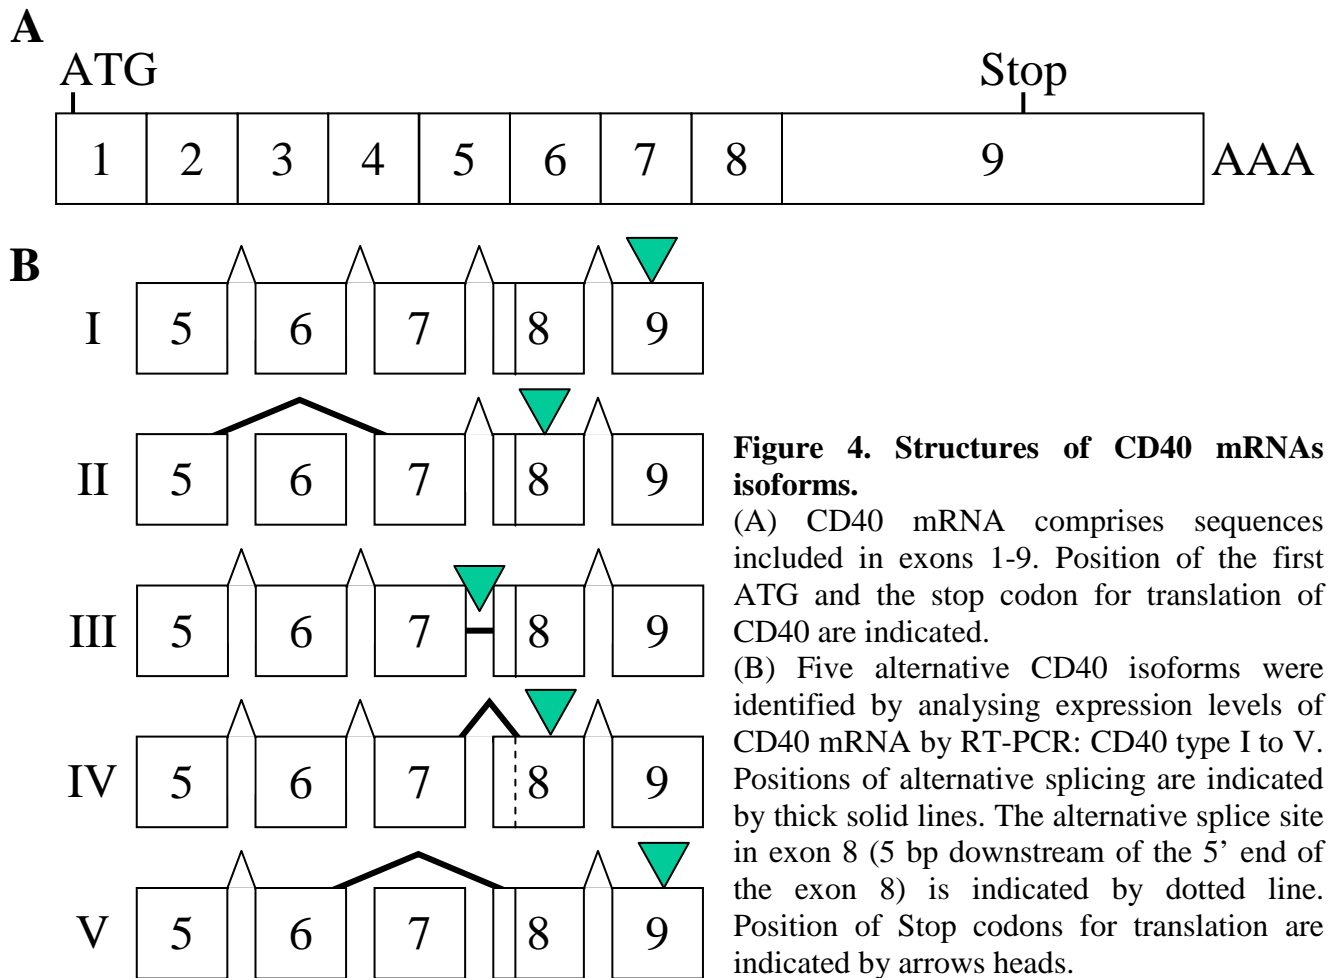 A
ATG Stop
1 2 3 4 5 6 7 8 9 AAA
B
I 5 6 7 8 9
II 5 6 7 8 9
III 5 6 7 8 9
IV 5 6 7 8 9
V 5 6 7 8 9
Figure 4. Structures of CD40 mRNAs
isoforms.
(A) CD40 mRNA comprises sequences
included in exons 1-9. Position of the first
ATG and the stop codon for translation of
CD40 are indicated.
(B) Five alternative CD40 isoforms were
identified by analysing expression levels of
CD40 mRNA by RT-PCR: CD40 type I to V.
Positions of alternative splicing are indicated
by thick solid lines. The alternative splice site
in exon 8 (5 bp downstream of the 5’ end of
the exon 8) is indicated by dotted line.
Position of Stop codons for translation are
indicated by arrows heads.